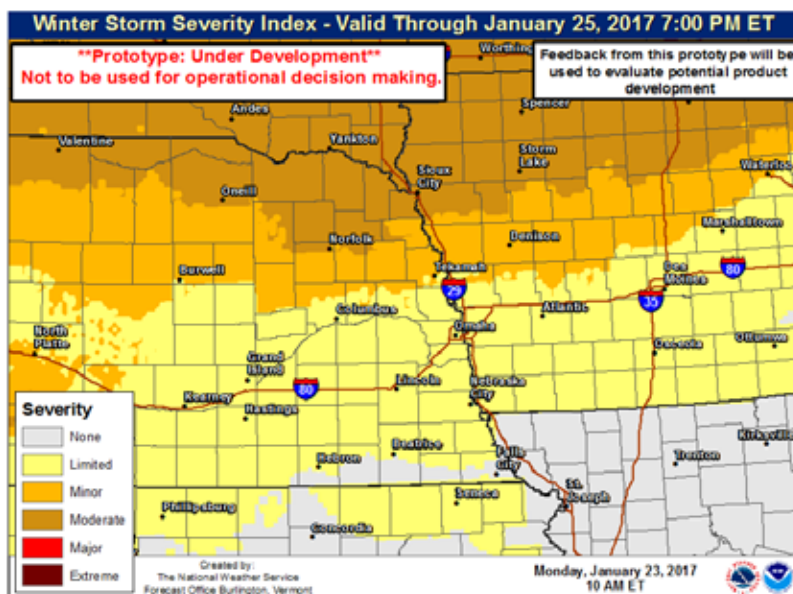 Winter Storm Severity Index - Valid Through January 25, 2017 7:00 PM ET
**Prototype: Under Development**
Not to be used for operational decision making.
Feedback from this prototype will be
used to evaluate potential product
development
Worthing
Andes
Spencer
Valentine
Yankton
Storm
Lake
Sioux
City
Waterloo
Oneill
Marshalltown
Norfolk
Denison
Burwell
Tekamah
Des
Moines
80
29
35
Columbus
Atlantic
North
Platte
Omaha
Osceola
Ottumwa
Grand
Island
Kearney
80
Lincoln
Nebraska
City
Hastings
Severity
None
Limited
Minor
Moderate
Major
Extreme
Beatrice
Hebron
Falls
City
Kirksville
Trenton
St.
Joseph
Phillipsburg
Seneca
Concordia
Created by:
The National Weather Service
Forecast Office Burlington, Vermont
Monday, January 23, 2017
10 AM ET